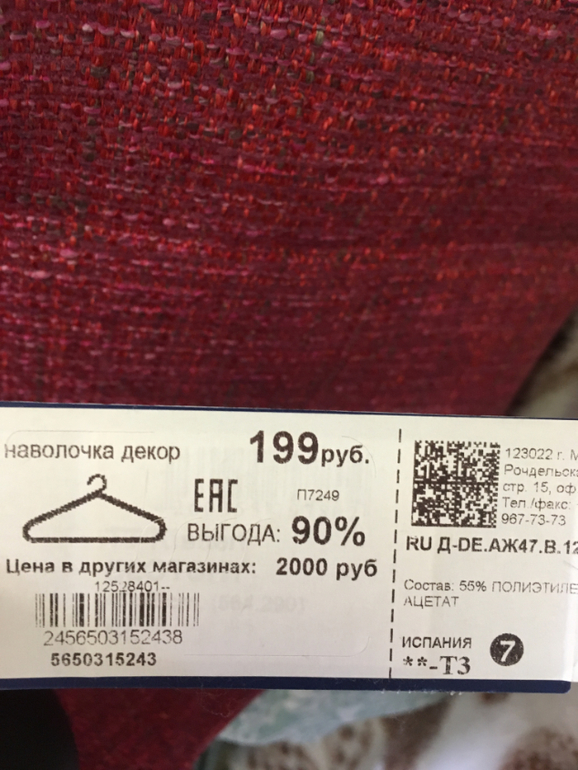 наволочка декор
199руб.
EAC
П7249
ВЫГОДА: 90%
Цена в других магазинах: 2000 руб
12528401--
2456503152438
5650315243
123022 г. М
Рочдельска
стр. 15, оф
Тел./факс:
967-73-73
RU Д-DE.АЖ47.В.12
Состав: 55% ПОЛИЭТИЛЕ
АЦЕТАТ
ИСПАНИЯ 7
**-Т3